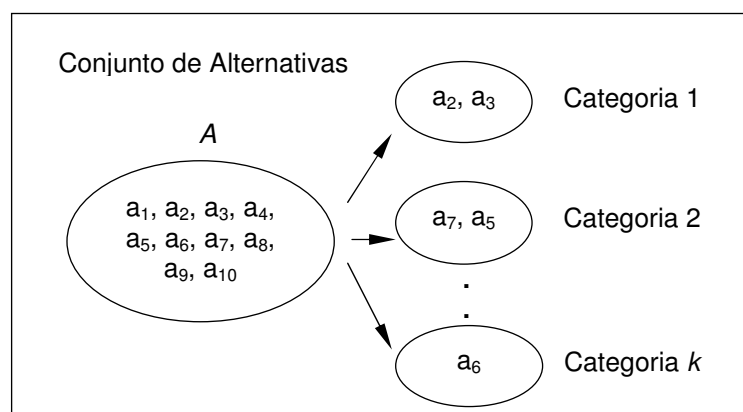 Conjunto de Alternativas
A
a₁, a₂, a₃, a₄,
a₅, a₆, a₇, a₈,
a₉, a₁₀
a₂, a₃ Categoria 1
a₇, a₅ Categoria 2
.
.
a₆ Categoria k